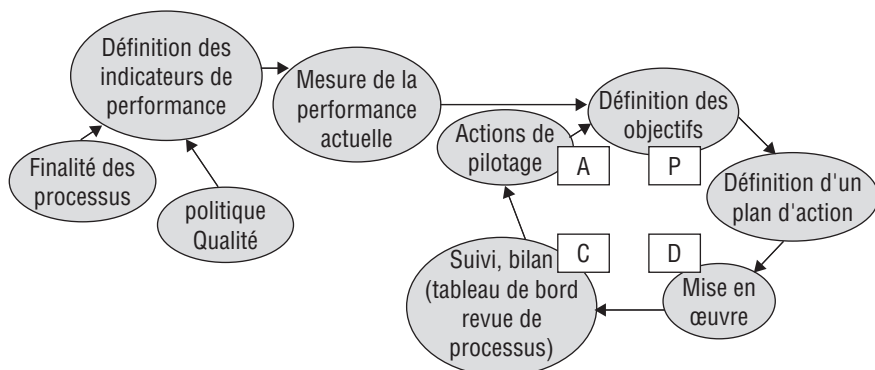 Définition des
indicateurs de
performance
Mesure de la
performance
actuelle
Finalité des
processus
politique
Qualité
Actions de
pilotage
A
Définition des
objectifs
P
Définition d'un
plan d'action
D
Mise en
œuvre
C
Suivi, bilan
(tableau de bord
revue de
processus)